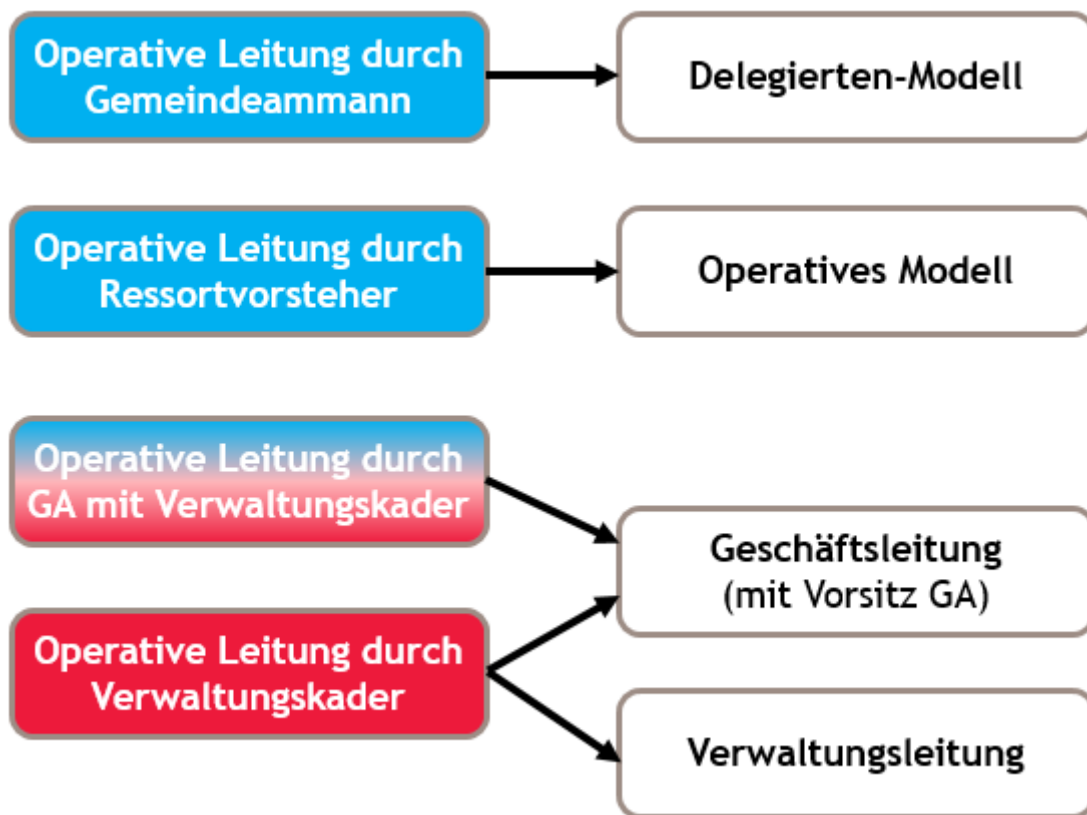 Operative Leitung durch
Gemeindeammann
Delegierten-Modell
Operative Leitung durch
Ressortvorsteher
Operatives Modell
Operative Leitung durch
GA mit Verwaltungskader
Geschäftsleitung
(mit Vorsitz GA)
Operative Leitung durch
Verwaltungskader
Verwaltungsleitung